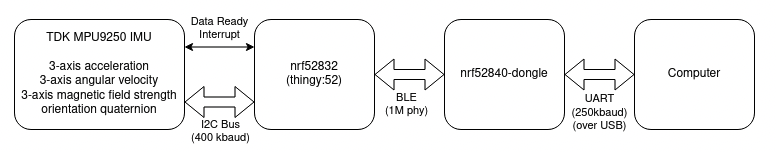 TDK MPU9250 IMU
3-axis acceleration
3-axis angular velocity
3-axis magnetic field strength
orientation quaternion
Data Ready
Interrupt
I2C Bus
(400 kbaud)
nrf52832
(thingy:52)
BLE
(1M phy)
nrf52840-dongle
UART
(250kbaud)
(over USB)
Computer